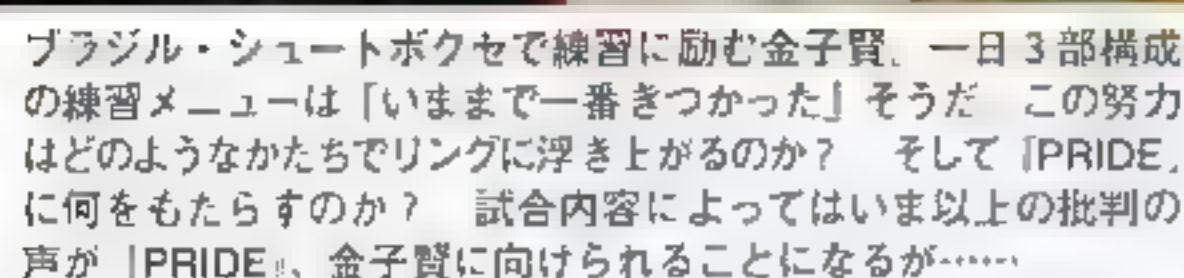 ブラジル・シュートボクセで練習に励む金子賢。一日3部構成
の練習メニューは「いままで一番きつかった」そうだ　この努力
はどのようなかたちでリングに浮き上がるのか？　そして『PRIDE』
に何をもたらすのか？　試合内容によってはいま以上の批判の
声が『PRIDE』、金子賢に向けられることになるが……